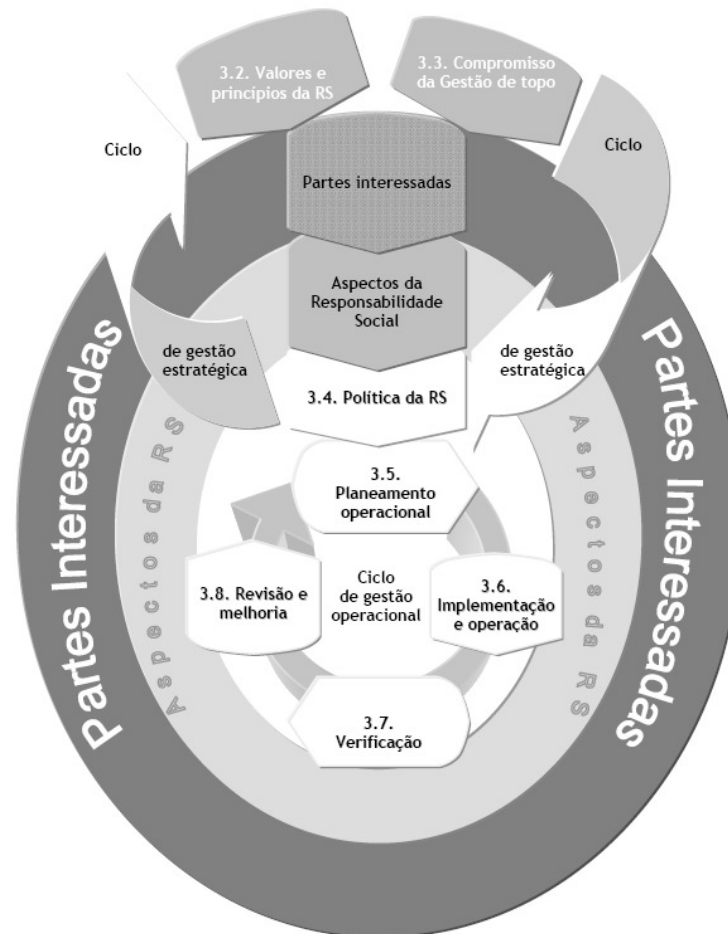 3.2. Valores e
princípios da RS
3.3. Compromisso
da Gestão de topo
Ciclo
Ciclo
Partes interessadas
Aspectos da
Responsabilidade
Social
de gestão
estratégica
de gestão
estratégica
3.4. Política da RS
Partes Interessadas
Aspectos da RS
Aspectos da RS
Partes Interessadas
3.5.
Planeamento
operacional
3.8. Revisão e
melhoria
Ciclo
de gestão
operacional
3.6.
Implementação
e operação
3.7.
Verificação